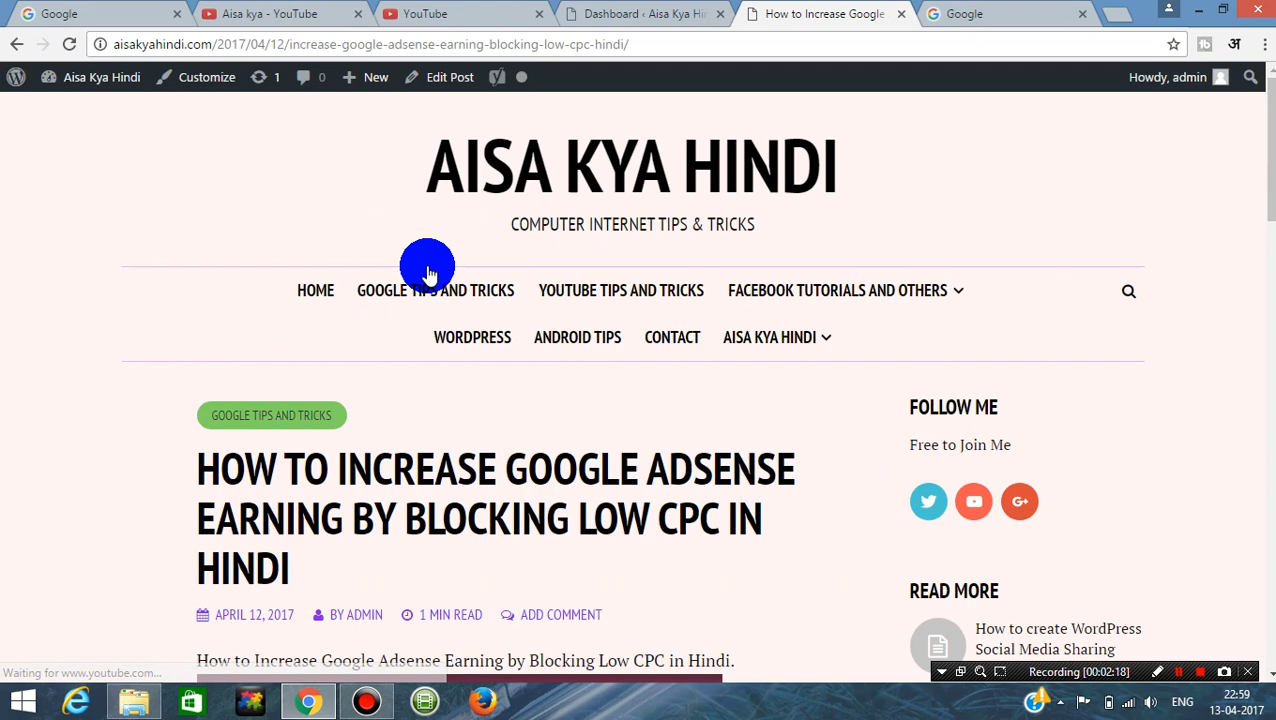 Google
Aisa kya - YouTube
YouTube
Dashboard ‹ Aisa Kya Hi
How to Increase Google
Google
aisakyahindi.com/2017/04/12/increase-google-adsense-earning-blocking-low-cpc-hindi/
अ
Aisa Kya Hindi
Customize
1
0
New
Edit Post
Howdy, admin
AISA KYA HINDI
COMPUTER INTERNET TIPS & TRICKS
HOME
GOOGLE TIPS AND TRICKS
YOUTUBE TIPS AND TRICKS
FACEBOOK TUTORIALS AND OTHERS
WORDPRESS
ANDROID TIPS
CONTACT
AISA KYA HINDI
GOOGLE TIPS AND TRICKS
HOW TO INCREASE GOOGLE ADSENSE
EARNING BY BLOCKING LOW CPC IN
HINDI
APRIL 12, 2017
BY ADMIN
1 MIN READ
ADD COMMENT
How to Increase Google Adsense Earning by Blocking Low CPC in Hindi.
FOLLOW ME
Free to Join Me
READ MORE
How to create WordPress
Social Media Sharing
Waiting for www.youtube.com...
Recording [00:02:18]
ENG
22:59
13-04-2017